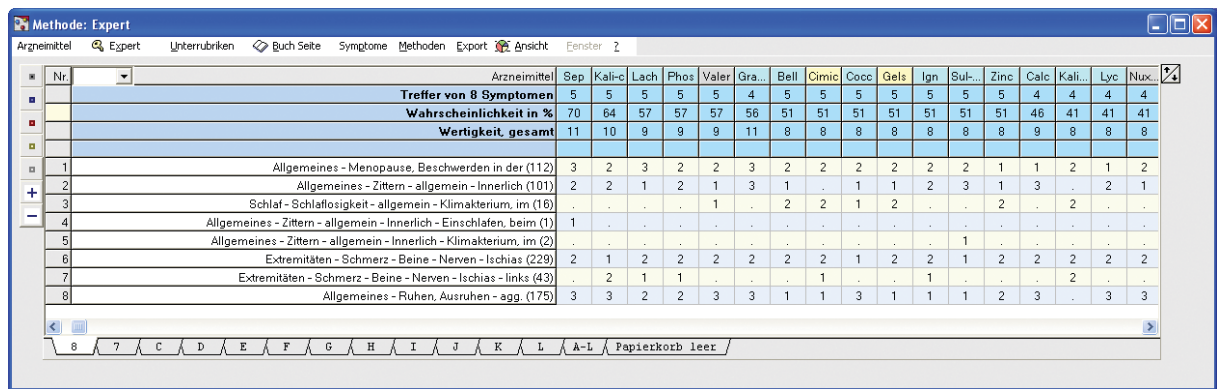 Methode: Expert
Arzneimittel Expert Unterrubriken Buch Seite Symptome Methoden Export Ansicht Fenster ?
Nr. Arzneimittel Sep Kali-c Lach Phos Valer Gra... Bell Cimic Cocc Gels Ign Sul-... Zinc Calc Kali... Lyc Nux...
Treffer von 8 Symptomen 5 5 5 5 5 4 5 5 5 5 5 5 5 4 4 4 4
Wahrscheinlichkeit in % 70 64 57 57 57 56 51 51 51 51 51 51 51 46 41 41 41
Wertigkeit, gesamt 11 10 9 9 9 11 8 8 8 8 8 8 8 9 8 8 8
1 Allgemeines - Menopause, Beschwerden in der (112) 3 2 3 2 2 3 2 2 2 2 2 2 1 1 2 1 2
2 Allgemeines - Zittern - allgemein - Innerlich (101) 2 2 1 2 1 3 1 . 1 1 2 3 1 3 . 2 1
3 Schlaf - Schlaflosigkeit - allgemein - Klimakterium, im (16) . . . . 1 . 2 2 1 2 . . 2 . 2 . .
4 Allgemeines - Zittern - allgemein - Innerlich - Einschlafen, beim (1) 1 . . . . . . . . . . . . . . . .
5 Allgemeines - Zittern - allgemein - Innerlich - Klimakterium, im (2) . . . . . . . . . . . 1 . . . . .
6 Extremitäten - Schmerz - Beine - Nerven - Ischias (229) 2 1 2 2 2 2 2 2 1 2 2 1 2 2 2 2 2
7 Extremitäten - Schmerz - Beine - Nerven - Ischias - links (43) . 2 1 1 . . . 1 . . 1 . . . 2 . .
8 Allgemeines - Ruhen, Ausruhen - agg. (175) 3 3 2 2 3 3 1 1 3 1 1 1 2 3 . 3 3
8 7 C D E F G H I J K L A-L Papierkorb leer